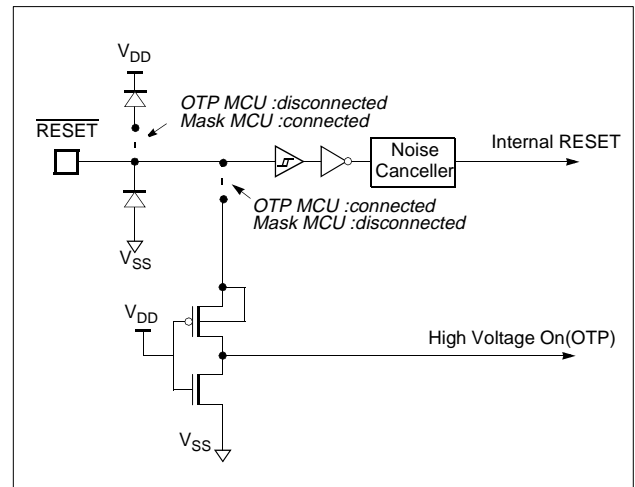 VDD
OTP MCU :disconnected
Mask MCU :connected
RESET
Internal RESET
Noise
Canceller
OTP MCU :connected
Mask MCU :disconnected
VSS
VDD
High Voltage On(OTP)
VSS